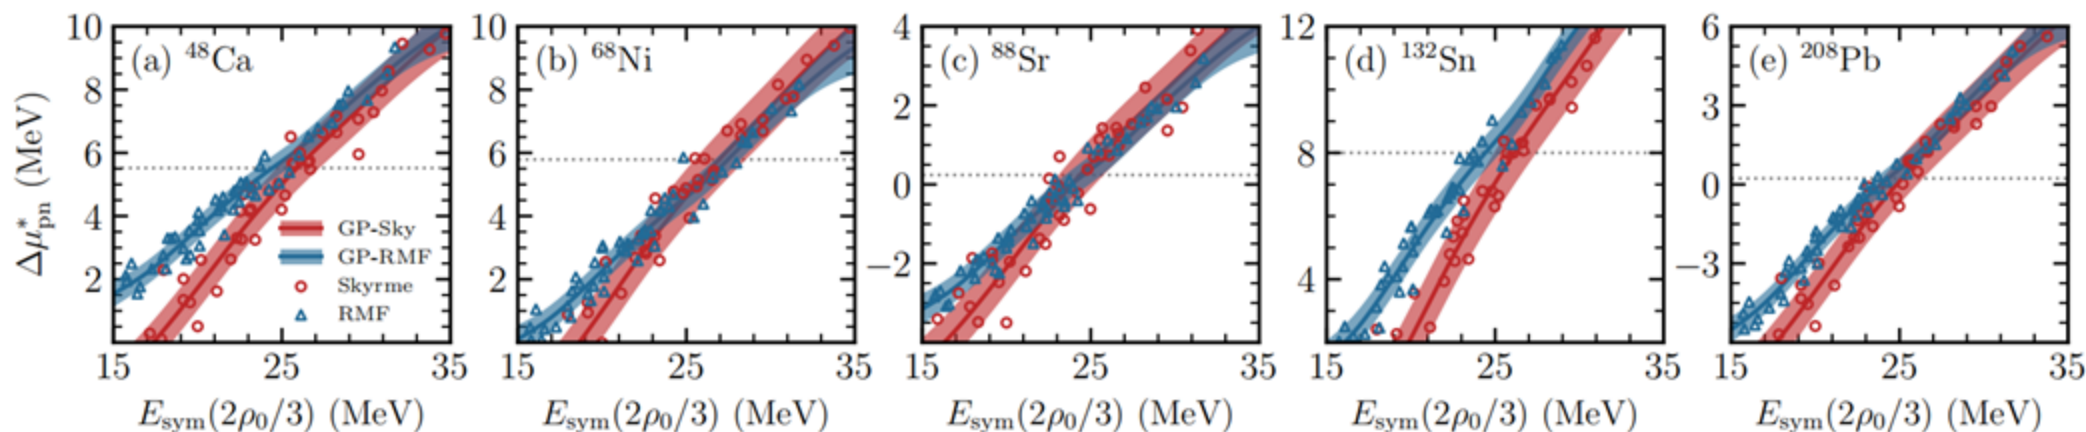 Δμ*pn (MeV)
10
8
6
4
2
(a) ⁴⁸Ca
GP-Sky
GP-RMF
Skyrme
RMF
15 25 35
Esym(2ρ₀/3) (MeV)
10
8
6
4
2
(b) ⁶⁸Ni
15 25 35
Esym(2ρ₀/3) (MeV)
4
2
0
−2
(c) ⁸⁸Sr
15 25 35
Esym(2ρ₀/3) (MeV)
12
8
4
(d) ¹³²Sn
15 25 35
Esym(2ρ₀/3) (MeV)
6
3
0
−3
(e) ²⁰⁸Pb
15 25 35
Esym(2ρ₀/3) (MeV)